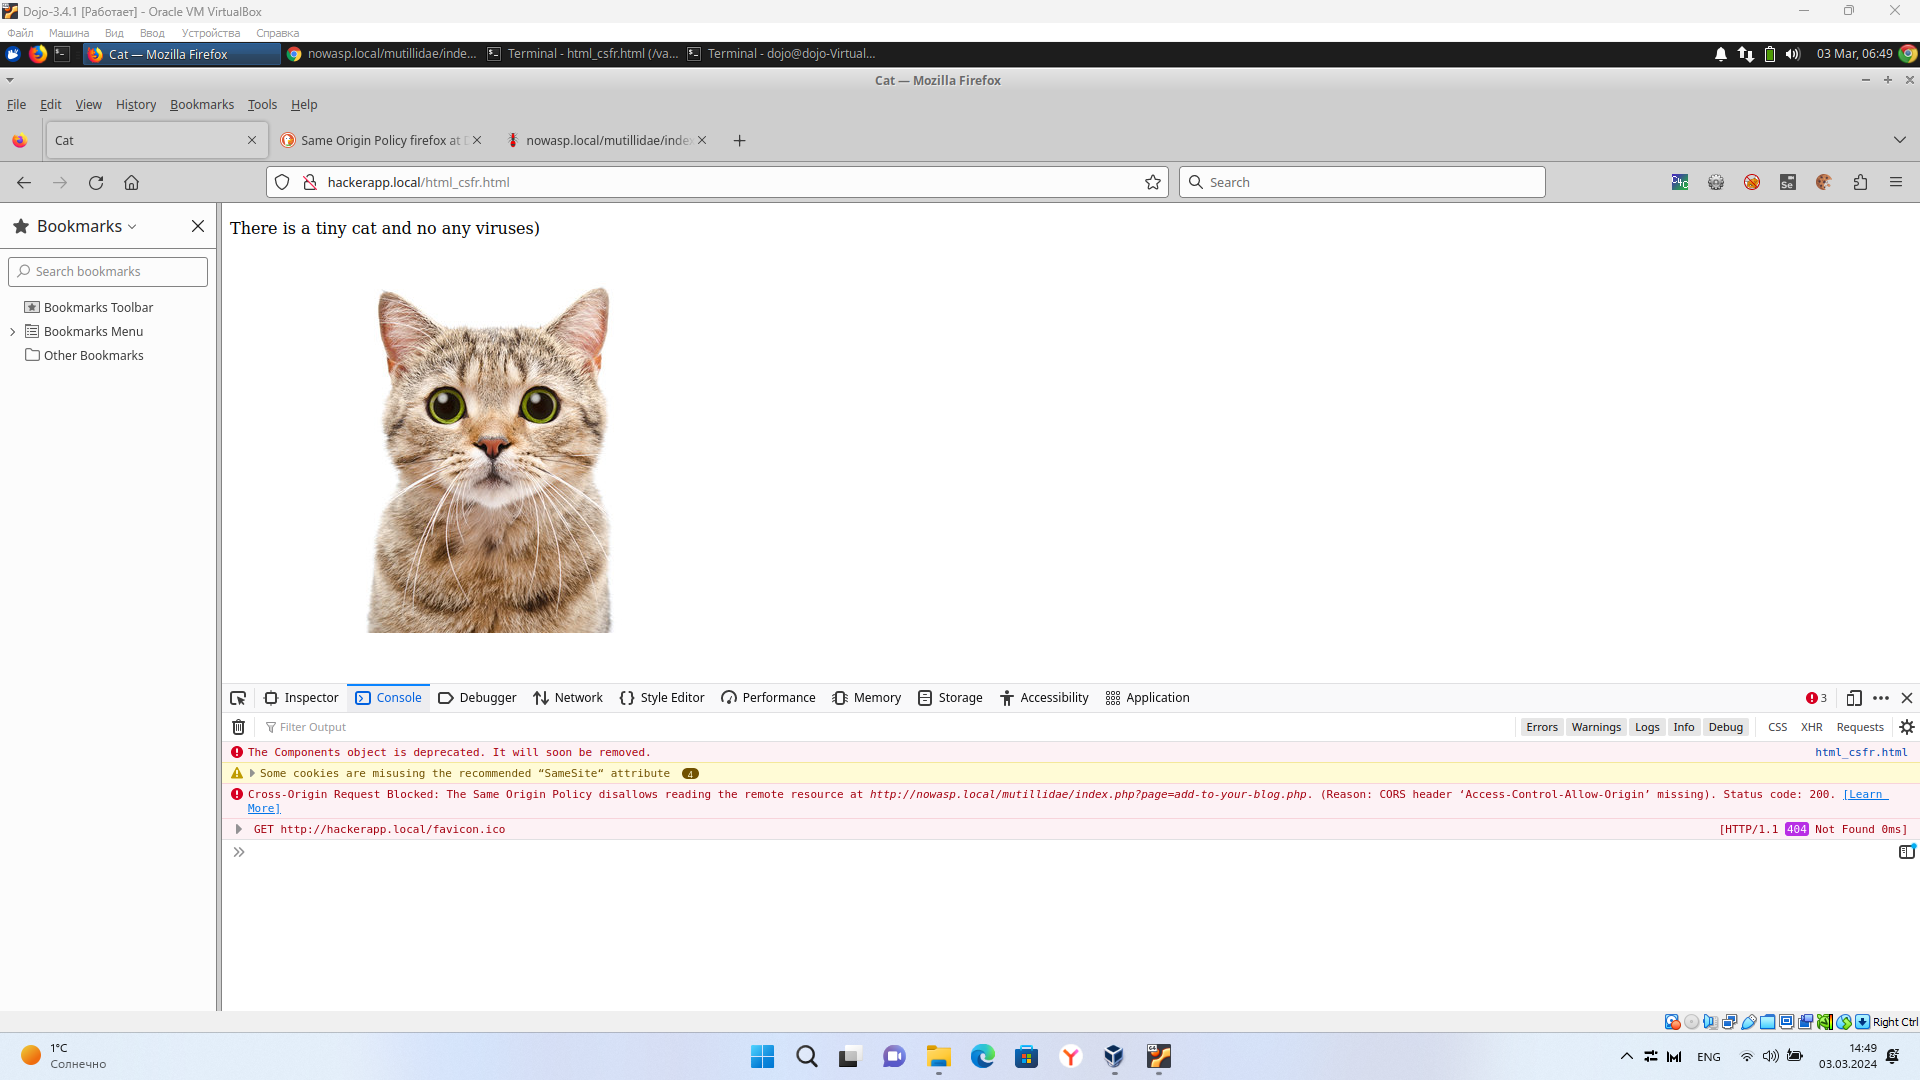 Dojo-3.4.1 [Работает] - Oracle VM VirtualBox
Файл Машина Вид Ввод Устройства Справка
Cat — Mozilla Firefox nowasp.local/mutillidae/inde... Terminal - html_csfr.html (/va... Terminal - dojo@dojo-Virtual... 03 Mar, 06:49
Cat — Mozilla Firefox
File Edit View History Bookmarks Tools Help
Cat Same Origin Policy firefox at nowasp.local/mutillidae/inde
hackerapp.local/html_csfr.html Search
Bookmarks
Search bookmarks
Bookmarks Toolbar
Bookmarks Menu
Other Bookmarks
There is a tiny cat and no any viruses)
Inspector Console Debugger Network Style Editor Performance Memory Storage Accessibility Application 3
Filter Output Errors Warnings Logs Info Debug CSS XHR Requests
The Components object is deprecated. It will soon be removed. html_csfr.html
Some cookies are misusing the recommended “SameSite“ attribute 4
Cross-Origin Request Blocked: The Same Origin Policy disallows reading the remote resource at http://nowasp.local/mutillidae/index.php?page=add-to-your-blog.php. (Reason: CORS header ‘Access-Control-Allow-Origin’ missing). Status code: 200. [Learn
More]
GET http://hackerapp.local/favicon.ico [HTTP/1.1 404 Not Found 0ms]
Right Ctrl
1°C
Солнечно
ENG
14:49
03.03.2024